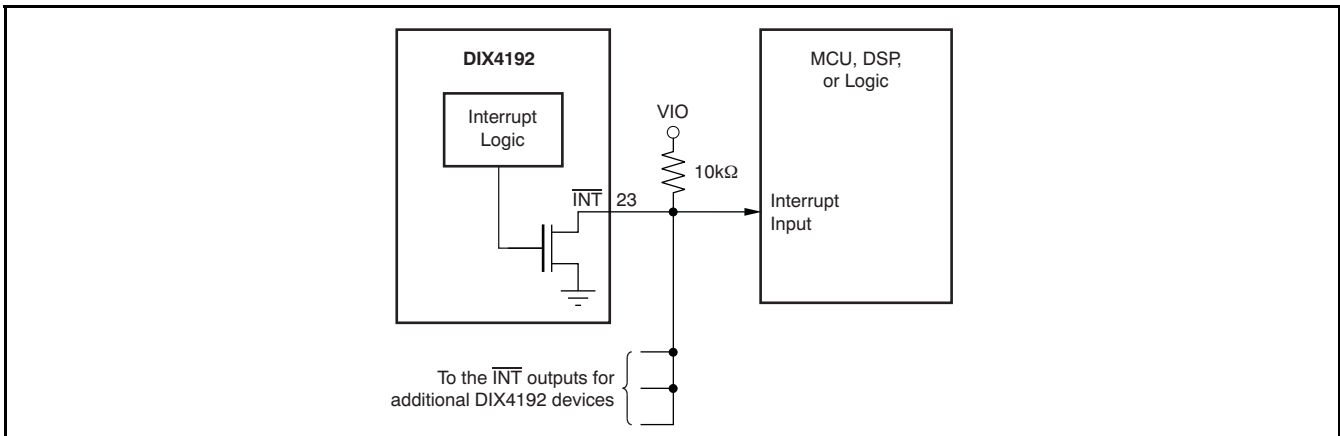 DIX4192
Interrupt
Logic
INT 23
VIO
10kΩ
MCU, DSP,
or Logic
Interrupt
Input
To the INT outputs for
additional DIX4192 devices